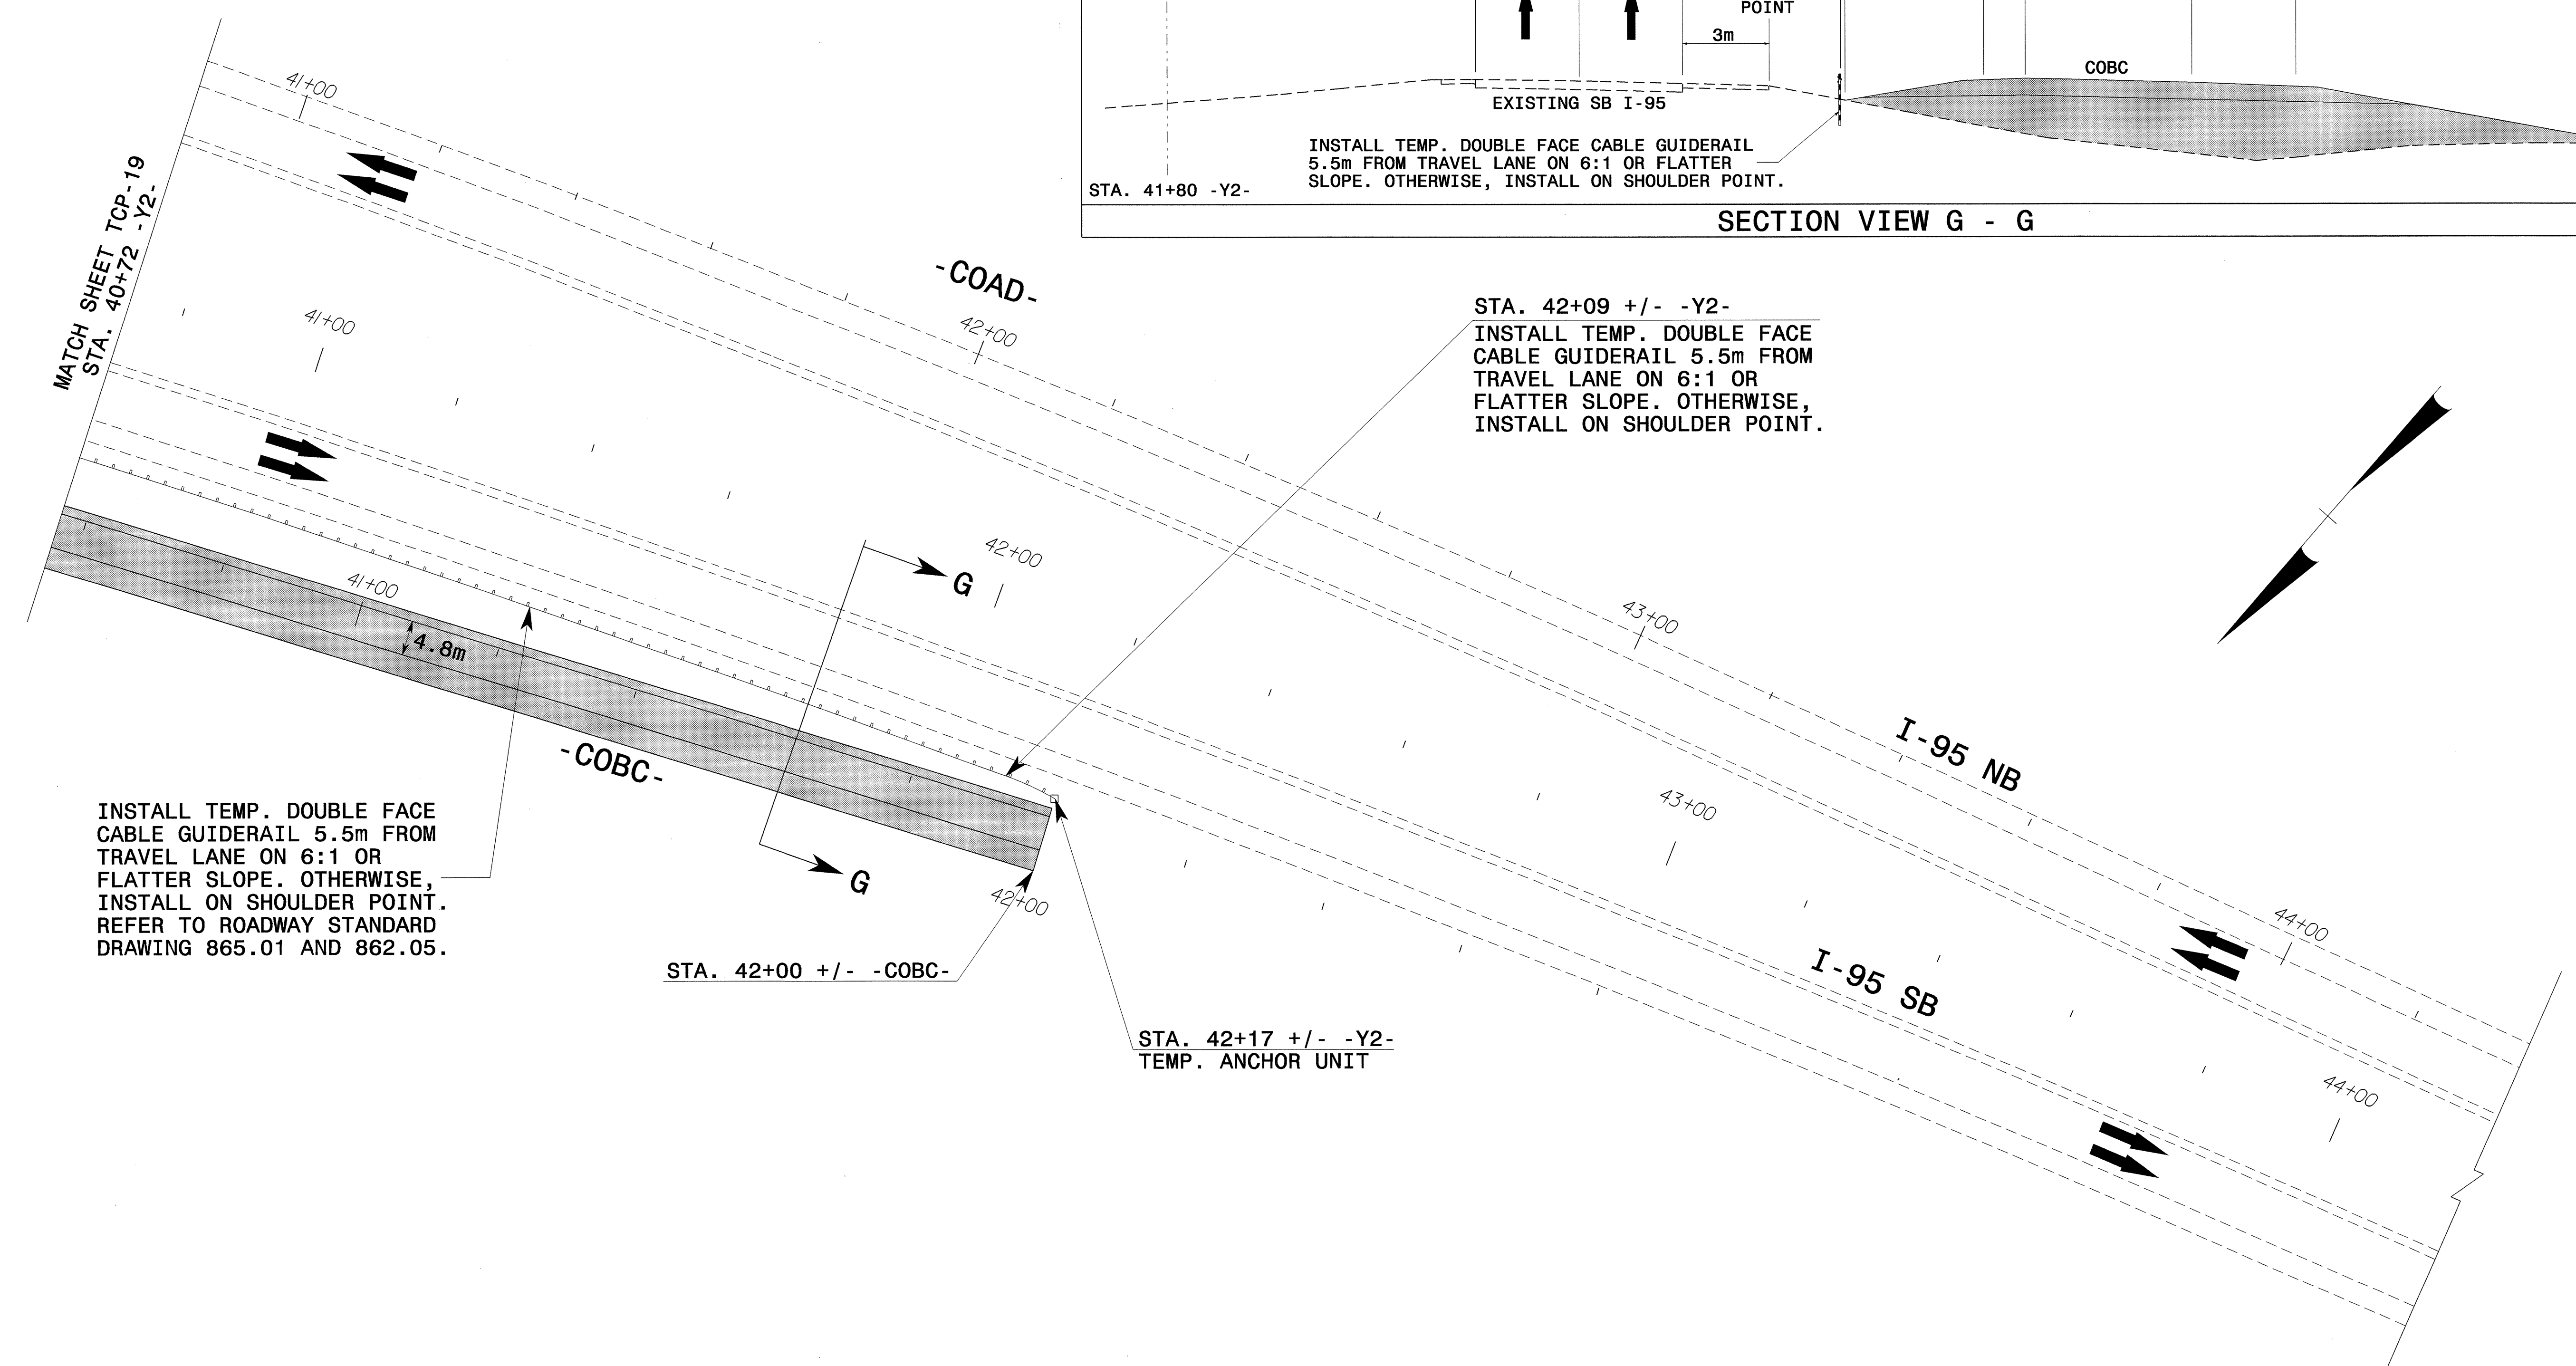 POINT
3m
COBC
EXISTING SB I-95
INSTALL TEMP. DOUBLE FACE CABLE GUIDERAIL
5.5m FROM TRAVEL LANE ON 6:1 OR FLATTER
SLOPE. OTHERWISE, INSTALL ON SHOULDER POINT.
STA. 41+80 -Y2-
SECTION VIEW G - G
MATCH SHEET TCP-19
STA. 40+72 -Y2-
41+00
-COAD-
42+00
41+00
STA. 42+09 +/- -Y2-
INSTALL TEMP. DOUBLE FACE
CABLE GUIDERAIL 5.5m FROM
TRAVEL LANE ON 6:1 OR
FLATTER SLOPE. OTHERWISE,
INSTALL ON SHOULDER POINT.
42+00
G
41+00
4.8m
43+00
-COBC-
I-95 NB
43+00
INSTALL TEMP. DOUBLE FACE
CABLE GUIDERAIL 5.5m FROM
TRAVEL LANE ON 6:1 OR
FLATTER SLOPE. OTHERWISE,
INSTALL ON SHOULDER POINT.
REFER TO ROADWAY STANDARD
DRAWING 865.01 AND 862.05.
G
42+00
44+00
STA. 42+00 +/- -COBC-
I-95 SB
STA. 42+17 +/- -Y2-
TEMP. ANCHOR UNIT
44+00